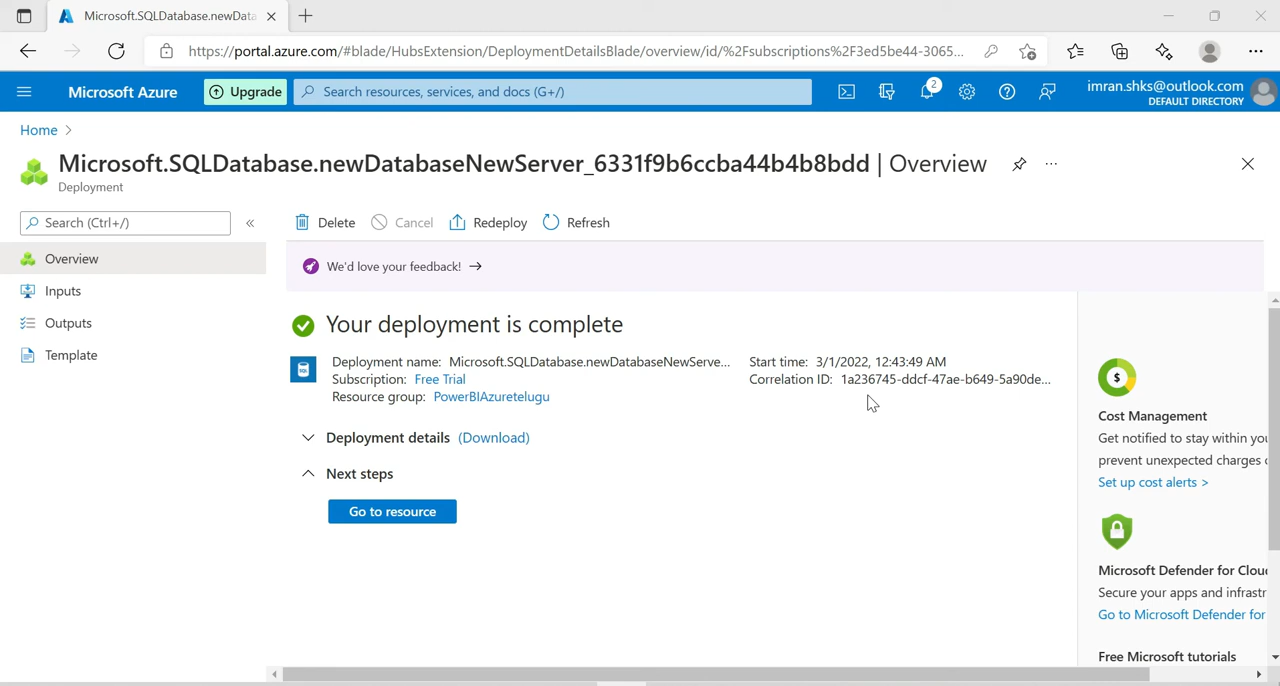 Microsoft.SQLDatabase.newData
https://portal.azure.com/#blade/HubsExtension/DeploymentDetailsBlade/overview/id/%2Fsubscriptions%2F3ed5be44-3065...
Microsoft Azure
Upgrade
Search resources, services, and docs (G+/)
2
imran.shks@outlook.com
DEFAULT DIRECTORY
Home >
Microsoft.SQLDatabase.newDatabaseNewServer_6331f9b6ccba44b4b8bdd | Overview
Deployment
Search (Ctrl+/)
«
Delete
Cancel
Redeploy
Refresh
Overview
Inputs
Outputs
Template
We'd love your feedback! →
Your deployment is complete
Deployment name: Microsoft.SQLDatabase.newDatabaseNewServe...
Subscription: Free Trial
Resource group: PowerBIAzuretelugu
Start time: 3/1/2022, 12:43:49 AM
Correlation ID: 1a236745-ddcf-47ae-b649-5a90de...
Deployment details (Download)
Next steps
Go to resource
Cost Management
Get notified to stay within you
prevent unexpected charges
Set up cost alerts >
Microsoft Defender for Clou
Secure your apps and infrastr
Go to Microsoft Defender for
Free Microsoft tutorials